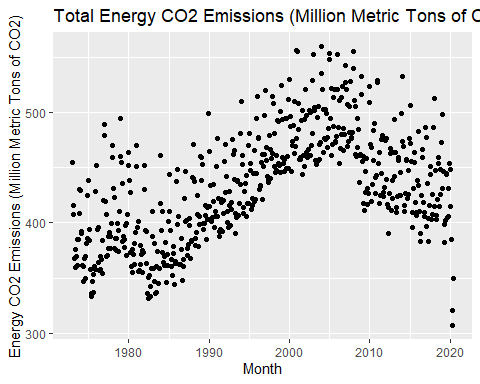 Total Energy CO2 Emissions (Million Metric Tons of C
Energy CO2 Emissions (Million Metric Tons of CO2)
500
400
300
1980
1990
2000
2010
2020
Month